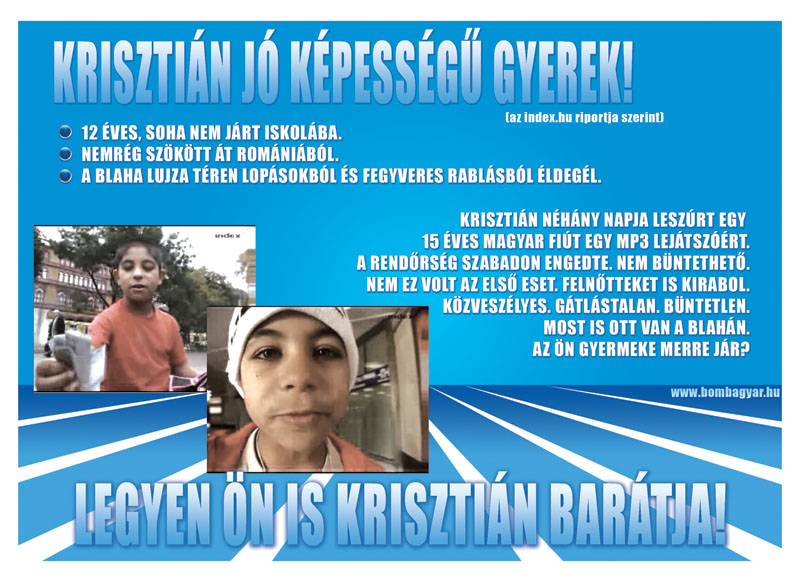 KRISZTIÁN JÓ KÉPESSÉGŰ GYEREK!
(az index.hu riportja szerint)
12 ÉVES, SOHA NEM JÁRT ISKOLÁBA.
NEMRÉG SZÖKÖTT ÁT ROMÁNIÁBÓL.
A BLAHA LUJZA TÉREN LOPÁSOKBÓL ÉS FEGYVERES RABLÁSBÓL ÉLDEGÉL.
KRISZTIÁN NÉHÁNY NAPJA LESZÚRT EGY
15 ÉVES MAGYAR FIÚT EGY MP3 LEJÁTSZÓÉRT.
A RENDŐRSÉG SZABADON ENGEDTE. NEM BÜNTETHETŐ.
NEM EZ VOLT AZ ELSŐ ESET. FELNŐTTEKET IS KIRABOL.
KÖZVESZÉLYES. GÁTLÁSTALAN. BÜNTETLEN.
MOST IS OTT VAN A BLAHÁN.
AZ ÖN GYERMEKE MERRE JÁR?
index
index
www.bombagyar.hu
LEGYEN ÖN IS KRISZTIÁN BARÁTJA!